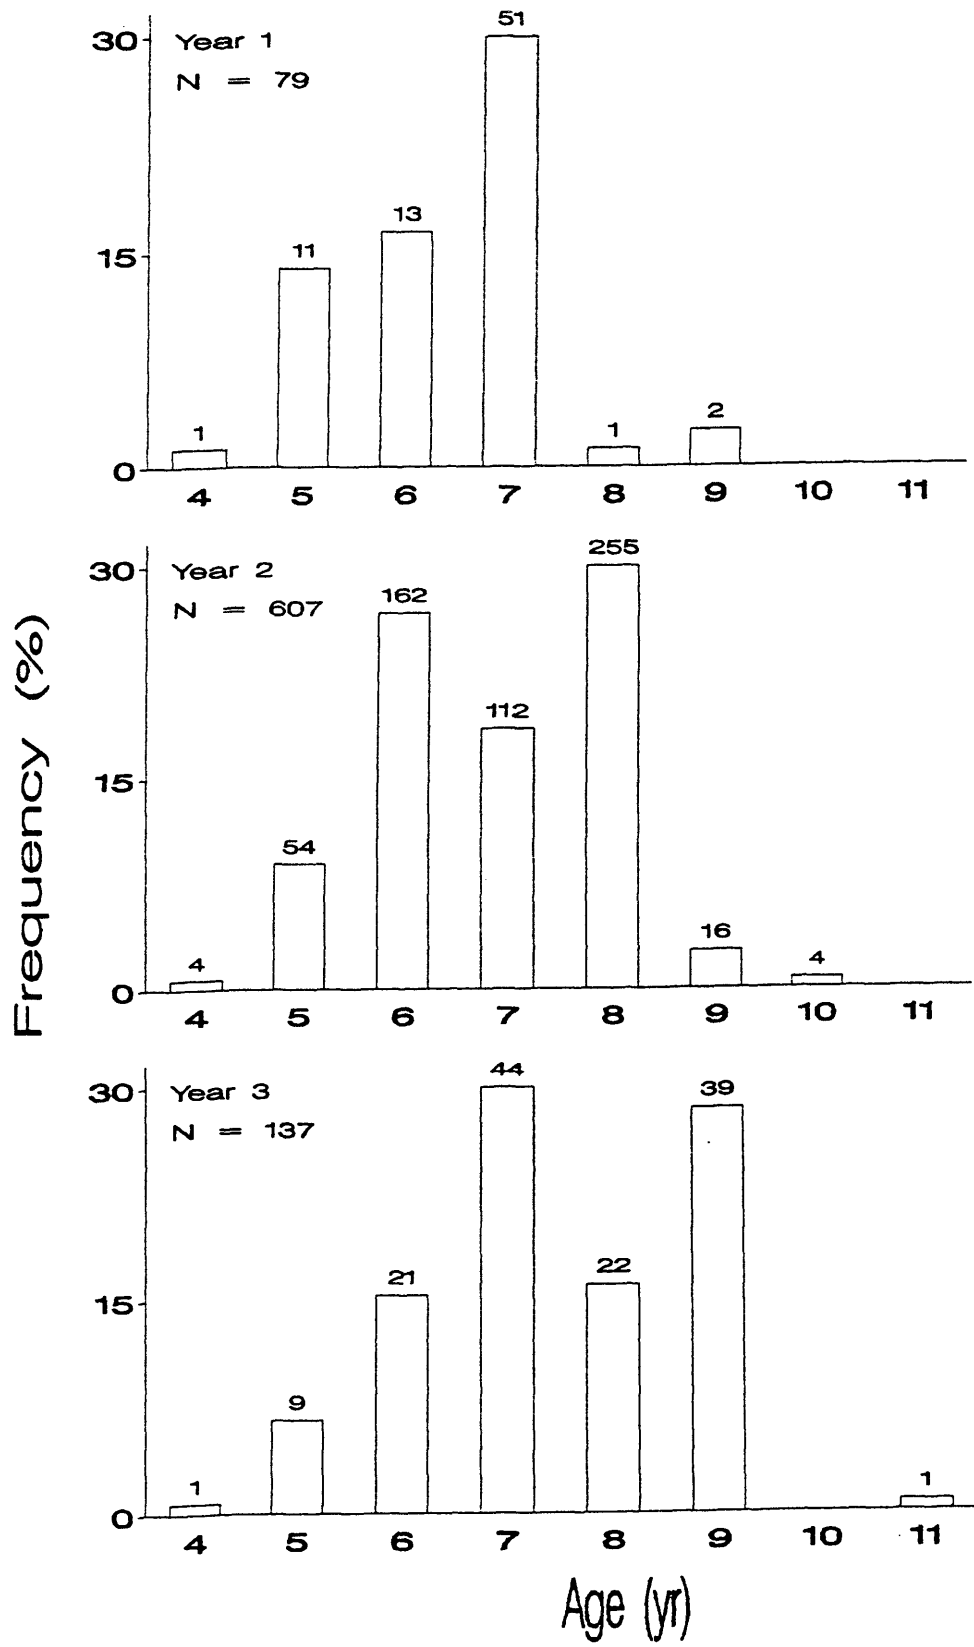 Frequency (%)
30
15
0
Year 1
N = 79
1
11
13
51
1
2
4 5 6 7 8 9 10 11
30
15
0
Year 2
N = 607
4
54
162
112
255
16
4
4 5 6 7 8 9 10 11
30
15
0
Year 3
N = 137
1
9
21
44
22
39
1
4 5 6 7 8 9 10 11
Age (yr)